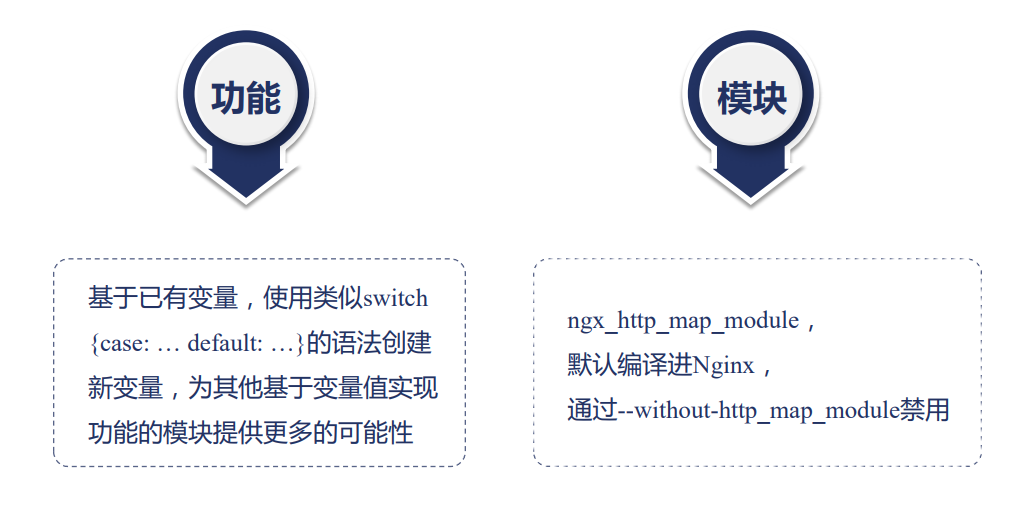 功能
基于已有变量，使用类似switch
{case: … default: …}的语法创建
新变量，为其他基于变量值实现
功能的模块提供更多的可能性
模块
ngx_http_map_module，
默认编译进Nginx，
通过--without-http_map_module禁用